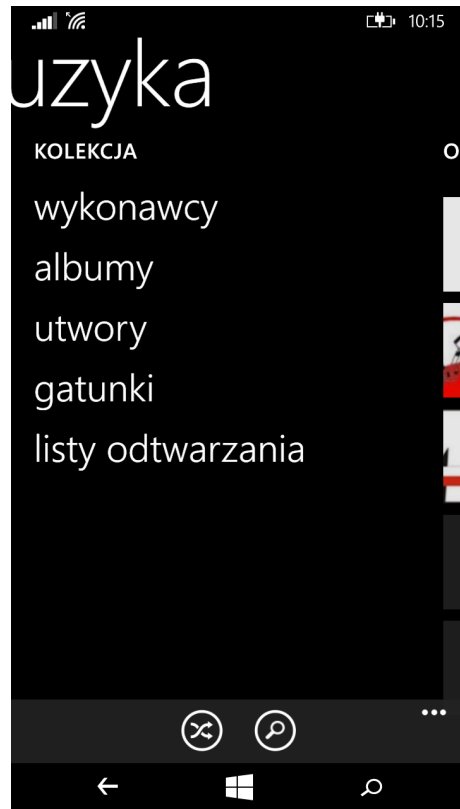 10:15
uzyka
KOLEKCJA
O
wykonawcy
albumy
utwory
gatunki
listy odtwarzania